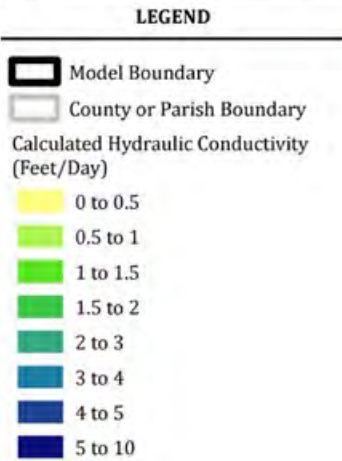 LEGEND
Model Boundary
County or Parish Boundary
Calculated Hydraulic Conductivity
(Feet/Day)
0 to 0.5
0.5 to 1
1 to 1.5
1.5 to 2
2 to 3
3 to 4
4 to 5
5 to 10